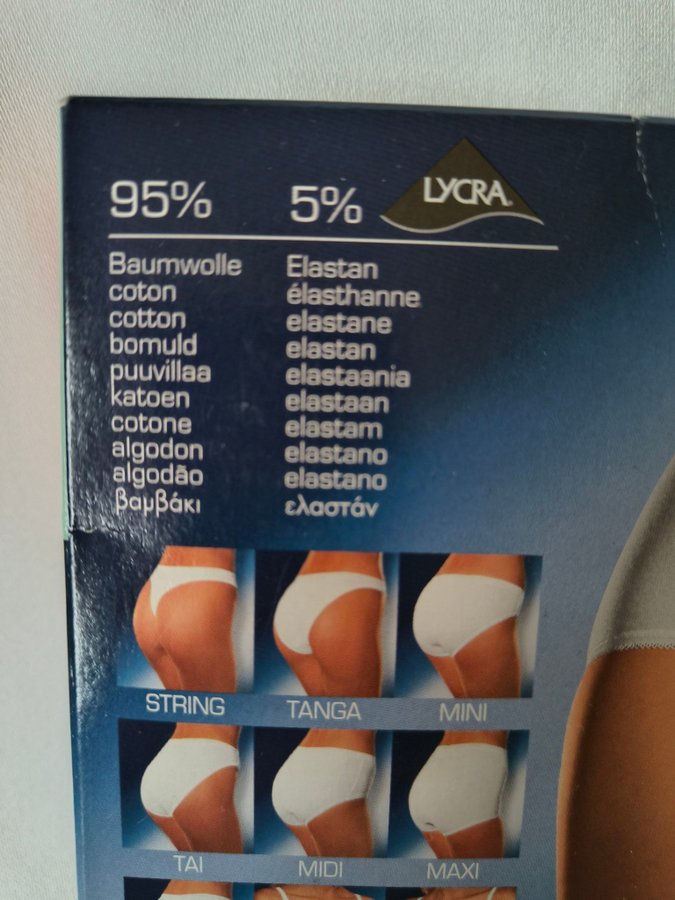 95% 5% LYCRA®
Baumwolle Elastan
coton élasthanne
cotton elastane
bomuld elastan
puuvillaa elastaania
katoen elastaan
cotone elastam
algodon elastano
algodão elastano
βαμβάκι ελαστάν
STRING TANGA MINI
TAI MIDI MAXI